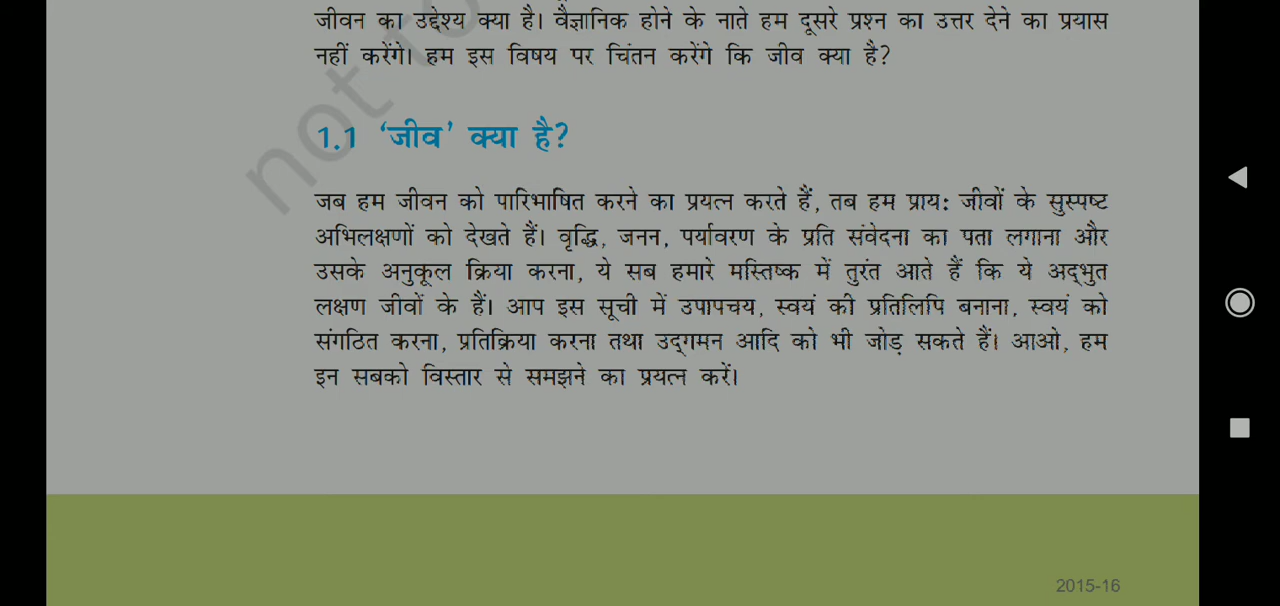 जीवन का उद्देश्य क्या है। वैज्ञानिक होने के नाते हम दूसरे प्रश्न का उत्तर देने का प्रयास
नहीं करेंगे। हम इस विषय पर चिंतन करेंगे कि जीव क्या है?
not to
1.1 ‘जीव’ क्या है?
जब हम जीवन को पारिभाषित करने का प्रयत्न करते हैं, तब हम प्राय: जीवों के सुस्पष्ट
अभिलक्षणों को देखते हैं। वृद्धि, जनन, पर्यावरण के प्रति संवेदना का पता लगाना और
उसके अनुकूल क्रिया करना, ये सब हमारे मस्तिष्क में तुरंत आते हैं कि ये अद्‌भुत
लक्षण जीवों के हैं। आप इस सूची में उपापचय, स्वयं की प्रतिलिपि बनाना, स्वयं को
संगठित करना, प्रतिक्रिया करना तथा उद्‌गमन आदि को भी जोड़ सकते हैं। आओ, हम
इन सबको विस्तार से समझने का प्रयत्न करें।
2015-16